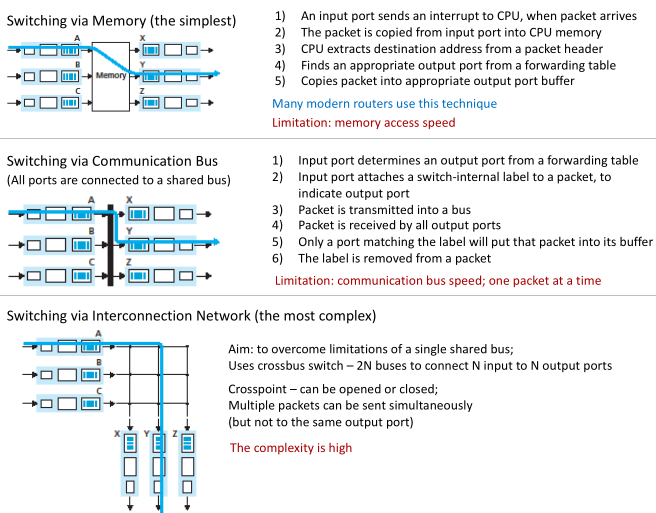 Switching via Memory (the simplest)
A
X
B
Memory
Y
C
Z
1) An input port sends an interrupt to CPU, when packet arrives
2) The packet is copied from input port into CPU memory
3) CPU extracts destination address from a packet header
4) Finds an appropriate output port from a forwarding table
5) Copies packet into appropriate output port buffer
Many modern routers use this technique
Limitation: memory access speed
Switching via Communication Bus
(All ports are connected to a shared bus)
A
X
B
Y
C
Z
1) Input port determines an output port from a forwarding table
2) Input port attaches a switch-internal label to a packet, to
indicate output port
3) Packet is transmitted into a bus
4) Packet is received by all output ports
5) Only a port matching the label will put that packet into its buffer
6) The label is removed from a packet
Limitation: communication bus speed; one packet at a time
Switching via Interconnection Network (the most complex)
A
B
C
X
Y
Z
Aim: to overcome limitations of a single shared bus;
Uses crossbus switch – 2N buses to connect N input to N output ports
Crosspoint – can be opened or closed;
Multiple packets can be sent simultaneously
(but not to the same output port)
The complexity is high